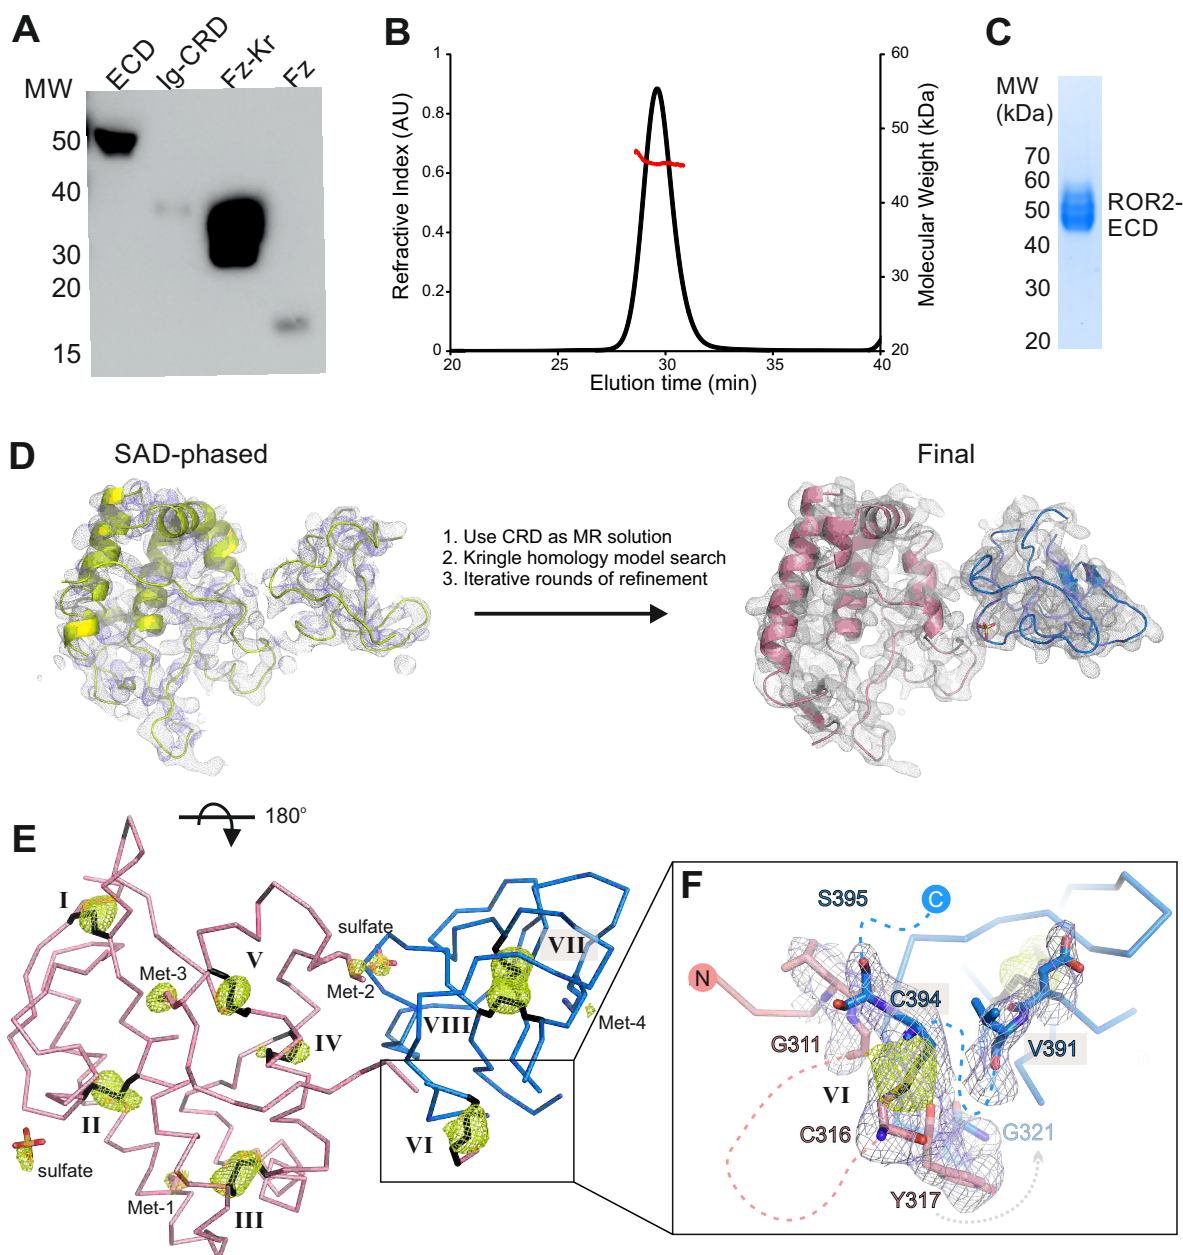 A
ECD
Ig-CRD
Fz-Kr
Fz
MW
50
40
30
20
15
B
Refractive Index (AU)
1
0.8
0.6
0.4
0.2
0
20
25
30
35
40
Elution time (min)
60
50
40
30
20
Molecular Weight (kDa)
C
MW
(kDa)
70
60
50
40
30
20
ROR2-
ECD
D
SAD-phased
Final
1. Use CRD as MR solution
2. Kringle homology model search
3. Iterative rounds of refinement
180°
E
I
V
Met-3
sulfate
Met-2
VII
VIII
Met-4
IV
II
VI
sulfate
Met-1
III
F
S395
C
N
C394
G311
V391
VI
C316
G321
Y317